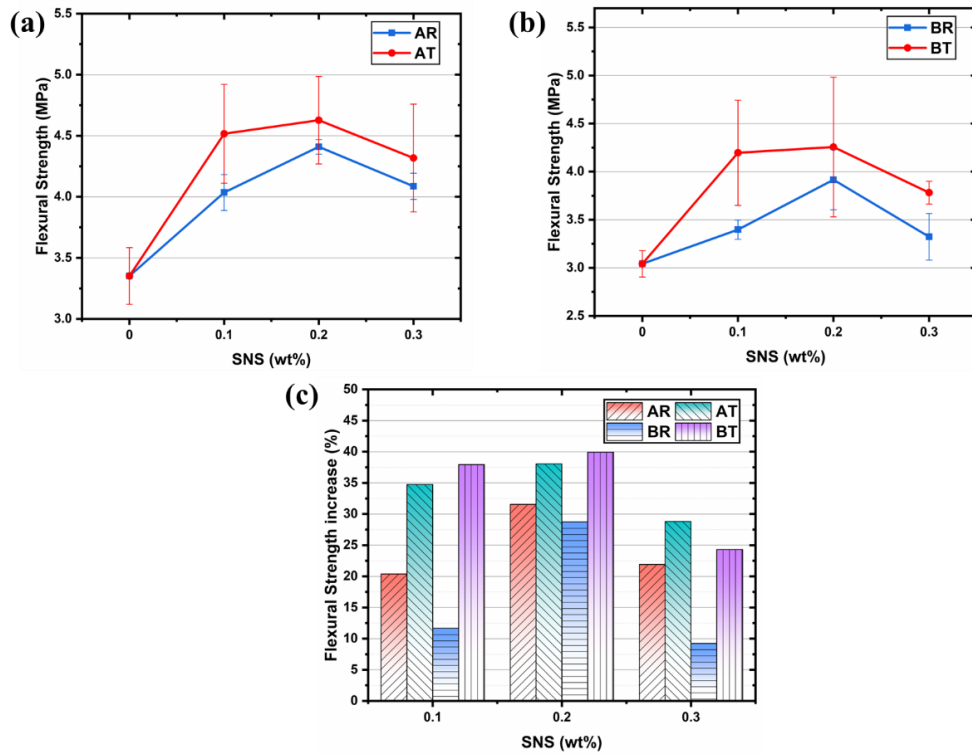 (a)
AR
AT
Flexural Strength (MPa)
5.5
5.0
4.5
4.0
3.5
3.0
0 0.1 0.2 0.3
SNS (wt%)
(b)
BR
BT
Flexural Strength (MPa)
5.5
5.0
4.5
4.0
3.5
3.0
2.5
0 0.1 0.2 0.3
SNS (wt%)
(c)
AR AT
BR BT
Flexural Strength increase (%)
50
45
40
35
30
25
20
15
10
5
0
0.1 0.2 0.3
SNS (wt%)